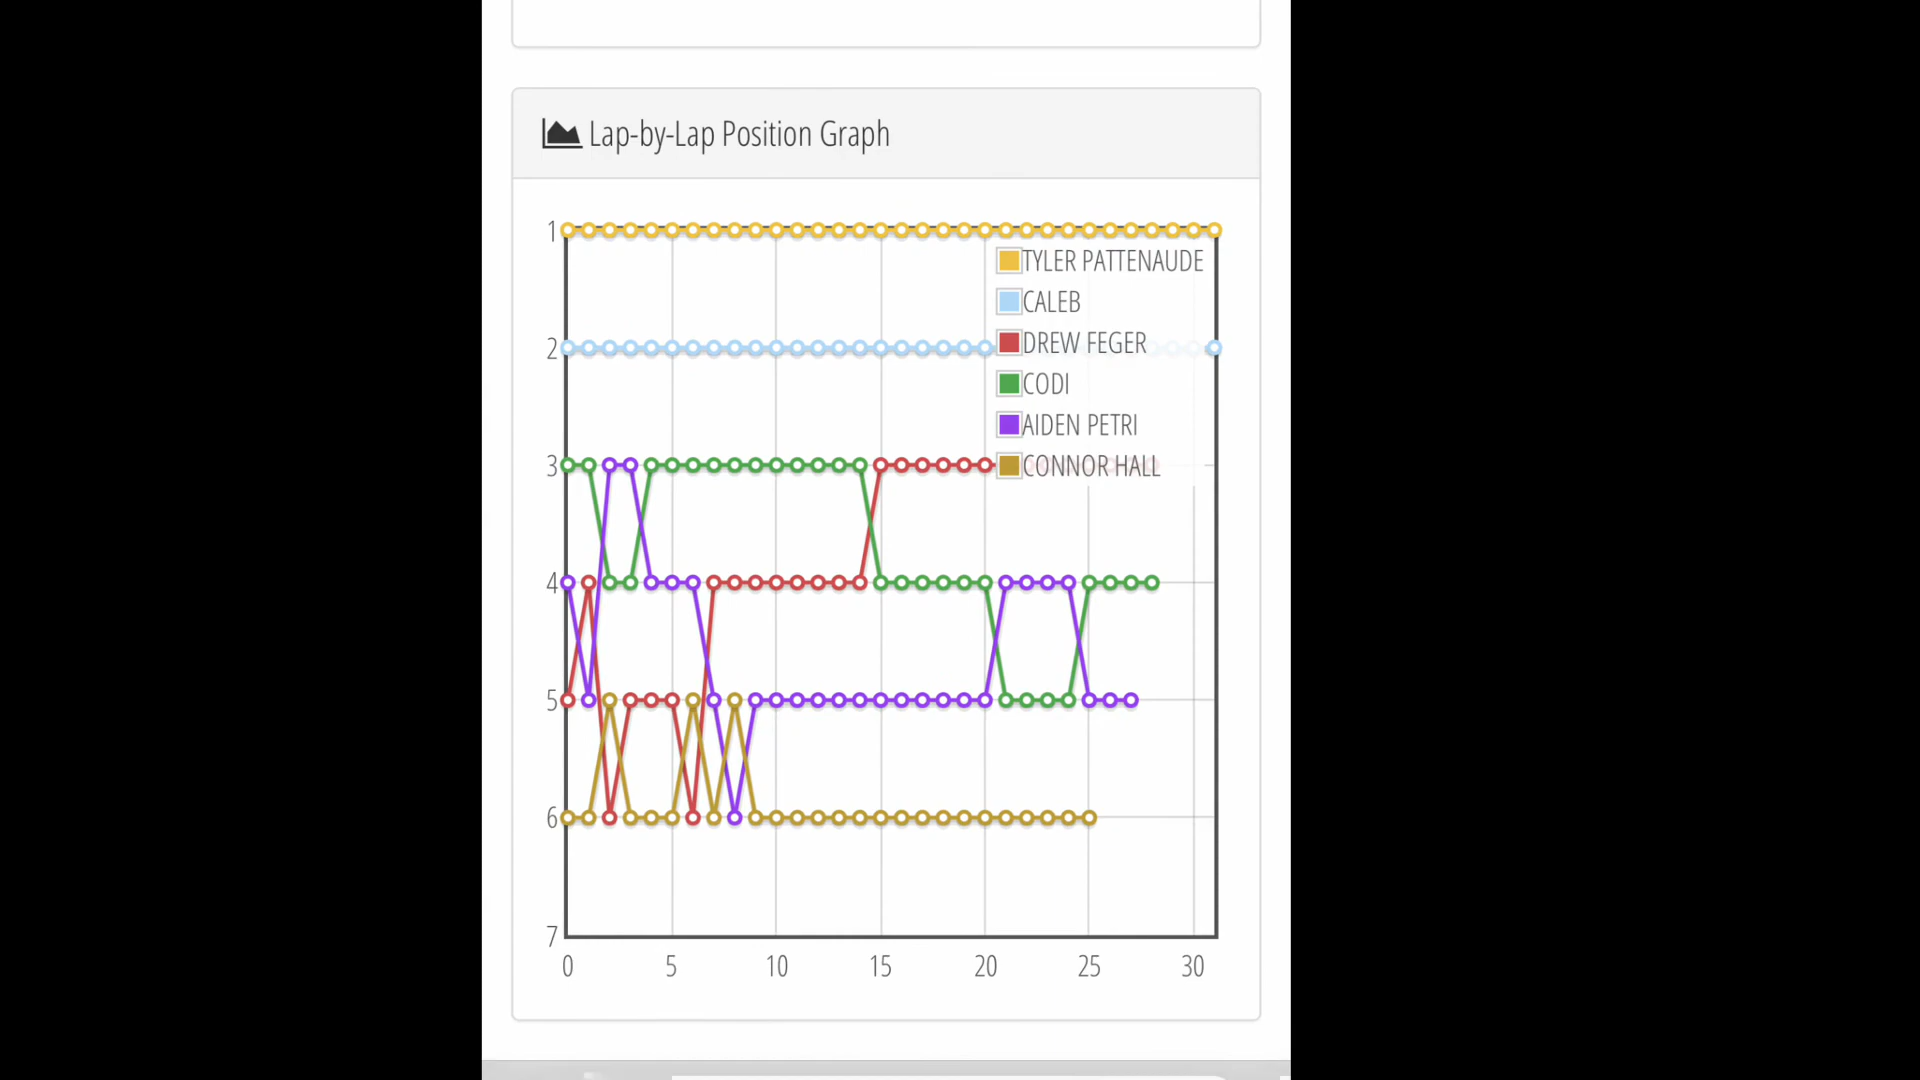 Lap-by-Lap Position Graph
1
TYLER PATTENAUDE
CALEB
2
DREW FEGER
CODI
AIDEN PETRI
3
CONNOR HALL
4
5
6
7
0 5 10 15 20 25 30